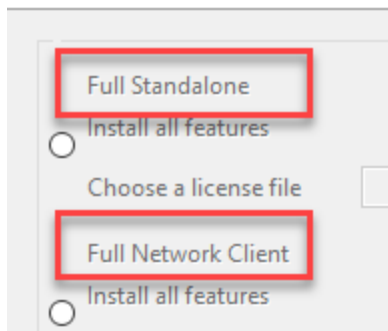 Full Standalone
Install all features
Choose a license file
Full Network Client
Install all features